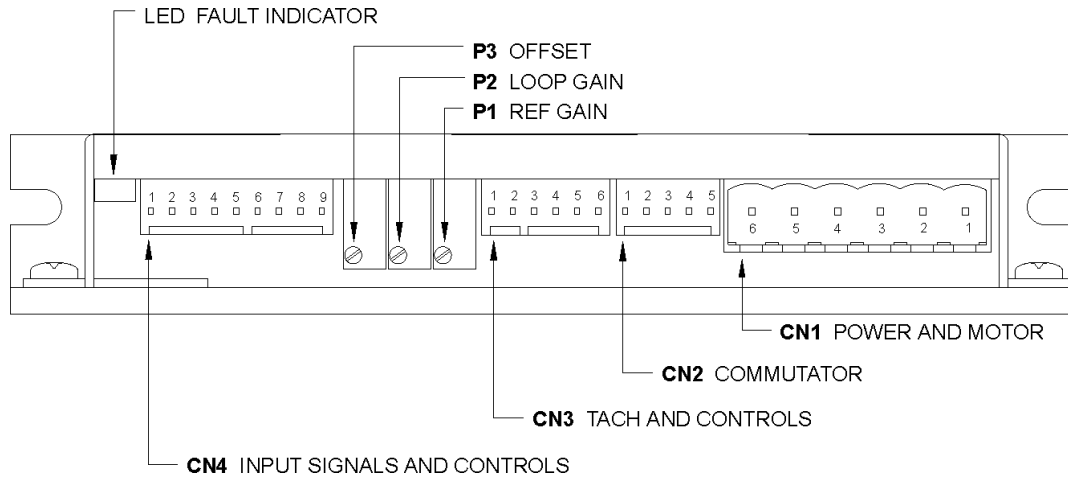 LED FAULT INDICATOR
P3 OFFSET
P2 LOOP GAIN
P1 REF GAIN
1 2 3 4 5 6 7 8 9
1 2 3 4 5 6
1 2 3 4 5
6 5 4 3 2 1
CN1 POWER AND MOTOR
CN2 COMMUTATOR
CN3 TACH AND CONTROLS
CN4 INPUT SIGNALS AND CONTROLS